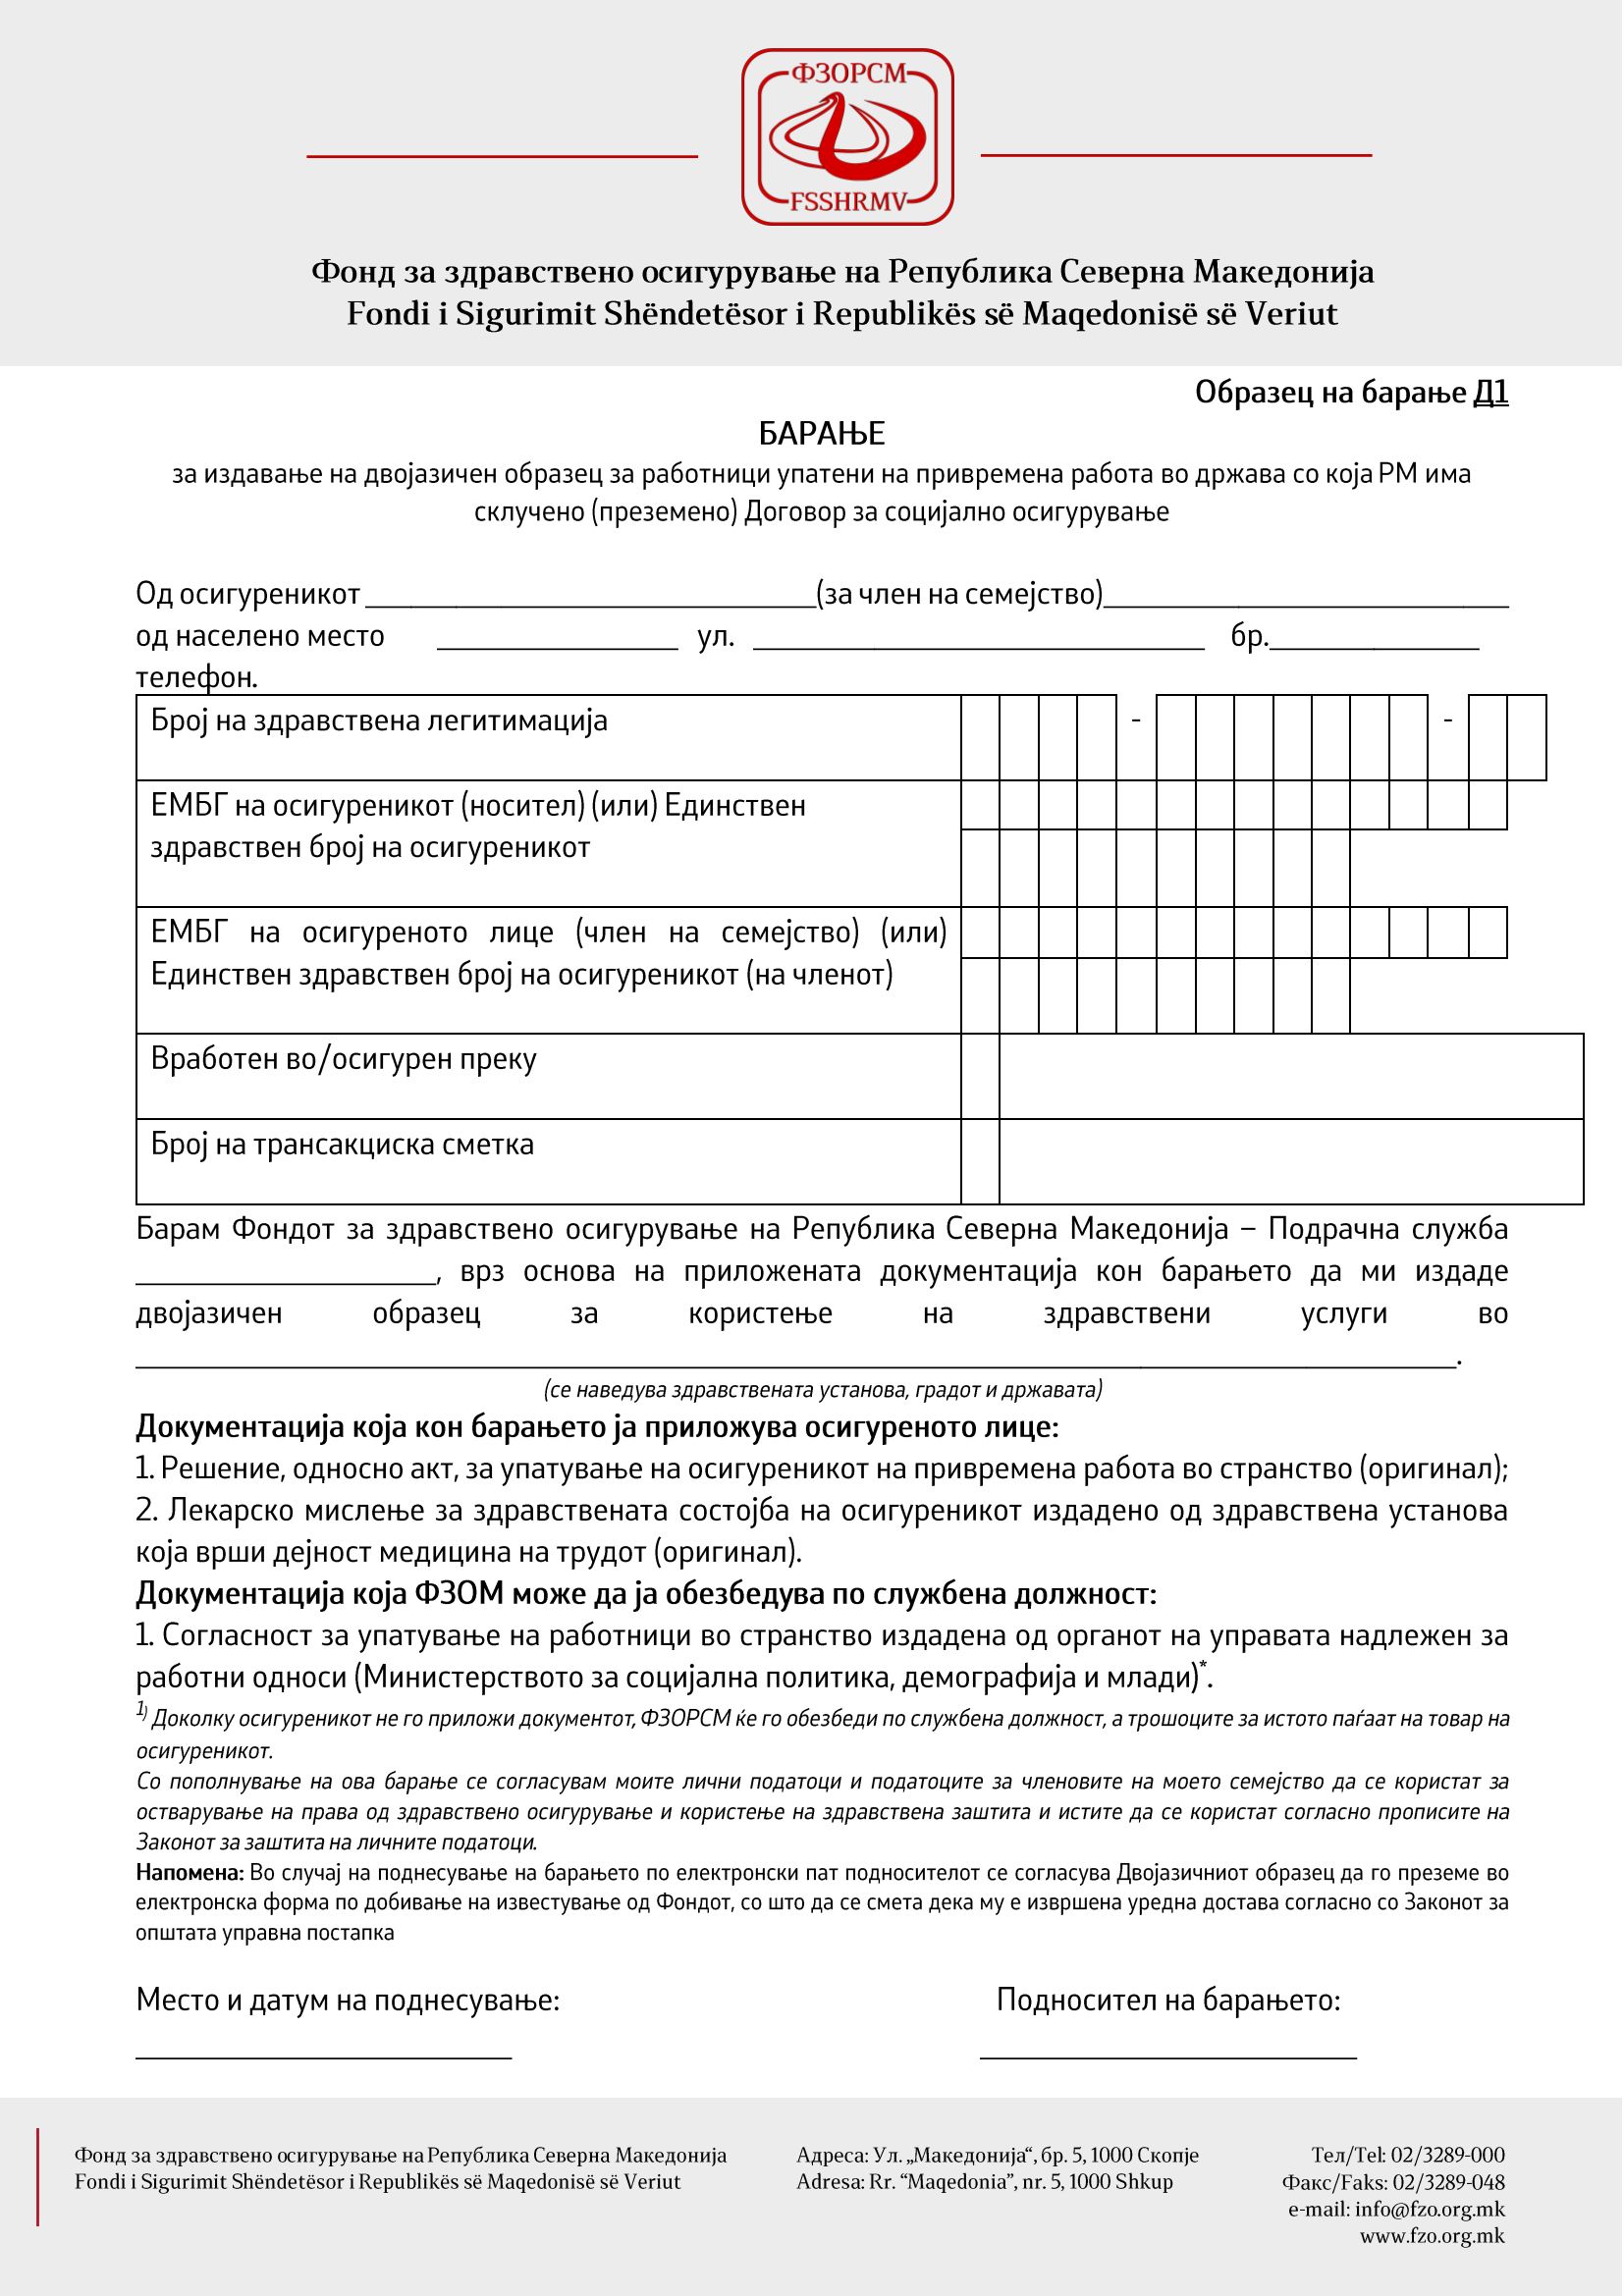 ФЗОРСМ
FSSHRMV
Фонд за здравствено осигурување на Република Северна Македонија
Fondi i Sigurimit Shëndetësor i Republikës së Maqedonisë së Veriut
Образец на барање Д1
БАРАЊЕ
за издавање на двојазичен образец за работници упатени на привремена работа во држава со која РМ има
склучено (преземено) Договор за социјално осигурување
Од осигуреникот ______________________________(за член на семејство)___________________________
од населено место ________________ ул. ______________________________ бр.______________
телефон.
Број на здравствена легитимација - -
ЕМБГ на осигуреникот (носител) (или) Единствен
здравствен број на осигуреникот
ЕМБГ на осигуреното лице (член на семејство) (или)
Единствен здравствен број на осигуреникот (на членот)
Вработен во/осигурен преку
Број на трансакциска сметка
Барам Фондот за здравствено осигурување на Република Северна Македонија – Подрачна служба
____________________, врз основа на приложената документација кон барањето да ми издаде
двојазичен образец за користење на здравствени услуги во
________________________________________________________________________________________.
(се наведува здравствената установа, градот и државата)
Документација која кон барањето ја приложува осигуреното лице:
1. Решение, односно акт, за упатување на осигуреникот на привремена работа во странство (оригинал);
2. Лекарско мислење за здравствената состојба на осигуреникот издадено од здравствена установа
која врши дејност медицина на трудот (оригинал).
Документација која ФЗОМ може да ја обезбедува по службена должност:
1. Согласност за упатување на работници во странство издадена од органот на управата надлежен за
работни односи (Министерството за социјална политика, демографија и млади)*.
1) Доколку осигуреникот не го приложи документот, ФЗОРСМ ќе го обезбеди по службена должност, а трошоците за истото паѓаат на товар на
осигуреникот.
Со пополнување на ова барање се согласувам моите лични податоци и податоците за членовите на моето семејство да се користат за
остварување на права од здравствено осигурување и користење на здравствена заштита и истите да се користат согласно прописите на
Законот за заштита на личните податоци.
Напомена: Во случај на поднесување на барањето по електронски пат подносителот се согласува Двојазичниот образец да го преземе во
електронска форма по добивање на известување од Фондот, со што да се смета дека му е извршена уредна достава согласно со Законот за
општата управна постапка
Место и датум на поднесување: Подносител на барањето:
_________________________ _________________________
Фонд за здравствено осигурување на Република Северна Македонија
Fondi i Sigurimit Shëndetësor i Republikës së Maqedonisë së Veriut
Адреса: Ул. „Македонија“, бр. 5, 1000 Скопје
Adresa: Rr. “Maqedonia”, nr. 5, 1000 Shkup
Тел/Tel: 02/3289-000
Факс/Faks: 02/3289-048
e-mail: info@fzo.org.mk
www.fzo.org.mk